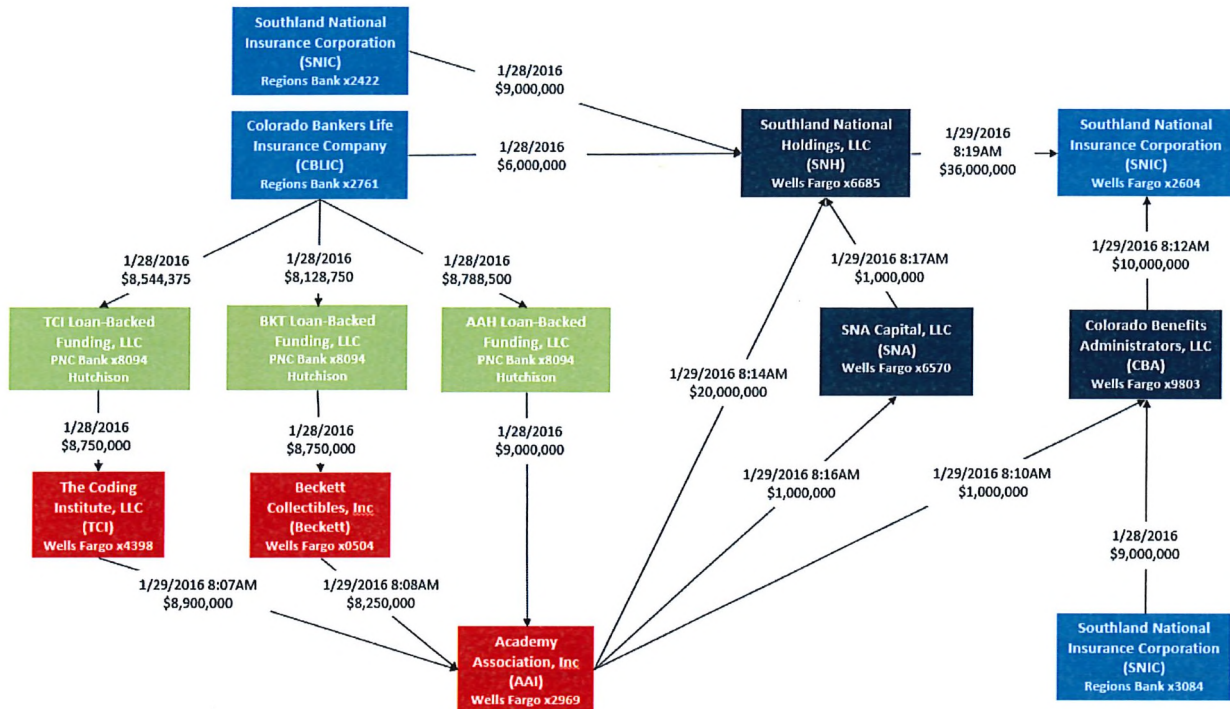 Southland National
Insurance Corporation
(SNIC)
Regions Bank x2422
1/28/2016
$9,000,000
Colorado Bankers Life
Insurance Company
(CBLIC)
Regions Bank x2761
1/28/2016
$6,000,000
Southland National
Holdings, LLC
(SNH)
Wells Fargo x6685
1/29/2016
8:19AM
$36,000,000
Southland National
Insurance Corporation
(SNIC)
Wells Fargo x2604
1/28/2016
$8,544,375
1/28/2016
$8,128,750
1/28/2016
$8,788,500
1/29/2016 8:17AM
$1,000,000
1/29/2016 8:12AM
$10,000,000
TCI Loan-Backed
Funding, LLC
PNC Bank x8094
Hutchison
BKT Loan-Backed
Funding, LLC
PNC Bank x8094
Hutchison
AAH Loan-Backed
Funding, LLC
PNC Bank x8094
Hutchison
SNA Capital, LLC
(SNA)
Wells Fargo x6570
Colorado Benefits
Administrators, LLC
(CBA)
Wells Fargo x9803
1/29/2016 8:14AM
$20,000,000
1/28/2016
$8,750,000
1/28/2016
$8,750,000
1/28/2016
$9,000,000
1/29/2016 8:16AM
$1,000,000
1/29/2016 8:10AM
$1,000,000
The Coding
Institute, LLC
(TCI)
Wells Fargo x4398
Beckett
Collectibles, Inc
(Beckett)
Wells Fargo x0504
1/28/2016
$9,000,000
1/29/2016 8:07AM
$8,900,000
1/29/2016 8:08AM
$8,250,000
Academy
Association, Inc
(AAI)
Wells Fargo x2969
Southland National
Insurance Corporation
(SNIC)
Regions Bank x3084